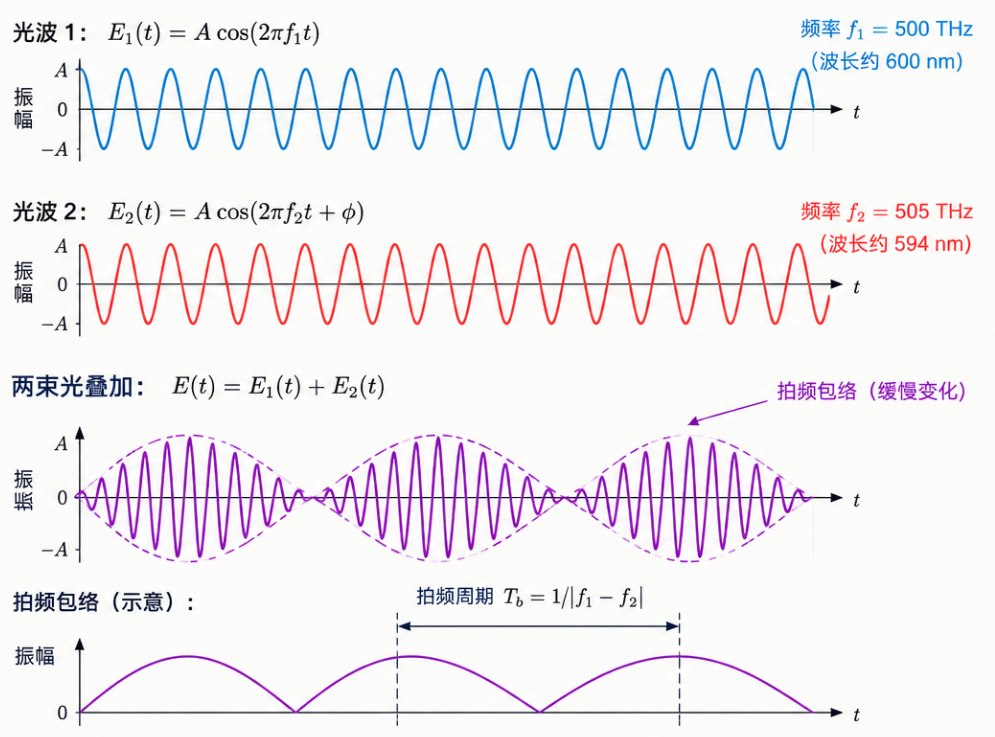 光波 1： E₁(t) = A cos(2πf₁t)
频率 f₁ = 500 THz
（波长约 600 nm）
A
振幅
0
−A
t
光波 2： E₂(t) = A cos(2πf₂t + ϕ)
频率 f₂ = 505 THz
（波长约 594 nm）
A
振幅
0
−A
t
两束光叠加： E(t) = E₁(t) + E₂(t)
拍频包络（缓慢变化）
A
振
0
−A
t
拍频包络（示意）：
拍频周期 T_b = 1/|f₁ − f₂|
振幅
0
t